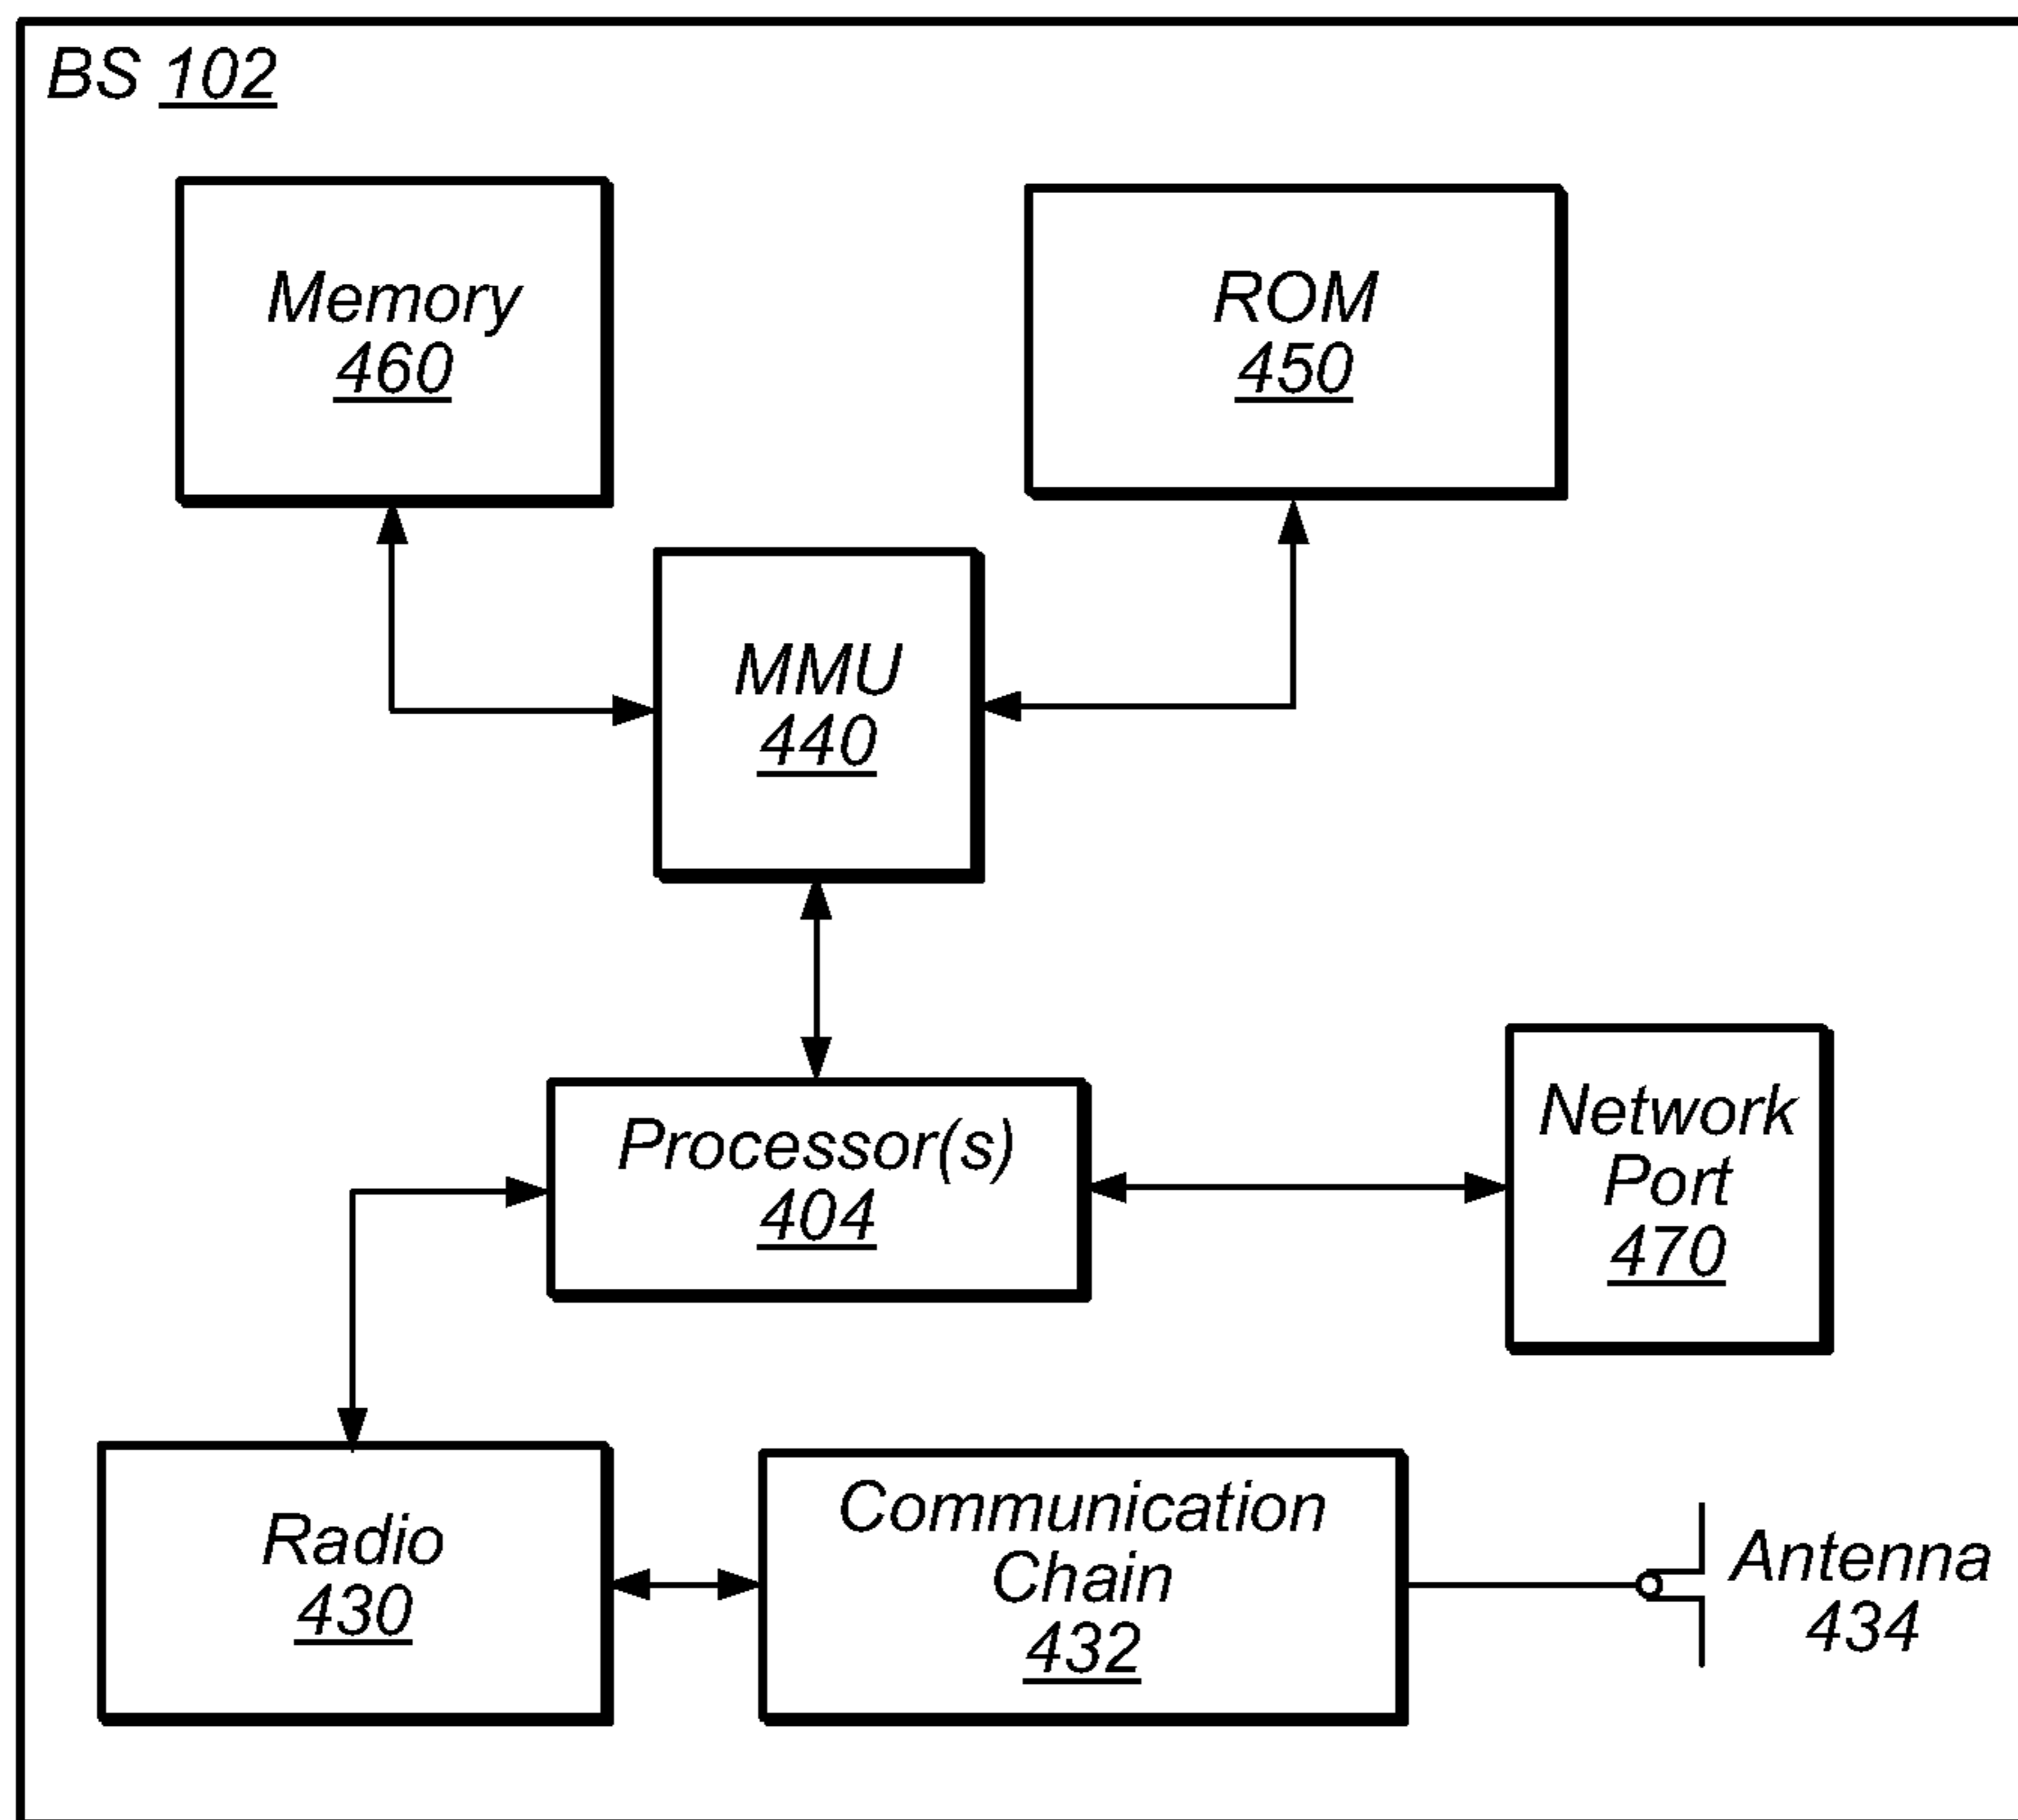 BS 102
Memory
460
ROM
450
MMU
440
Processor(s)
404
Network
Port
470
Radio
430
Communication
Chain
432
Antenna
434